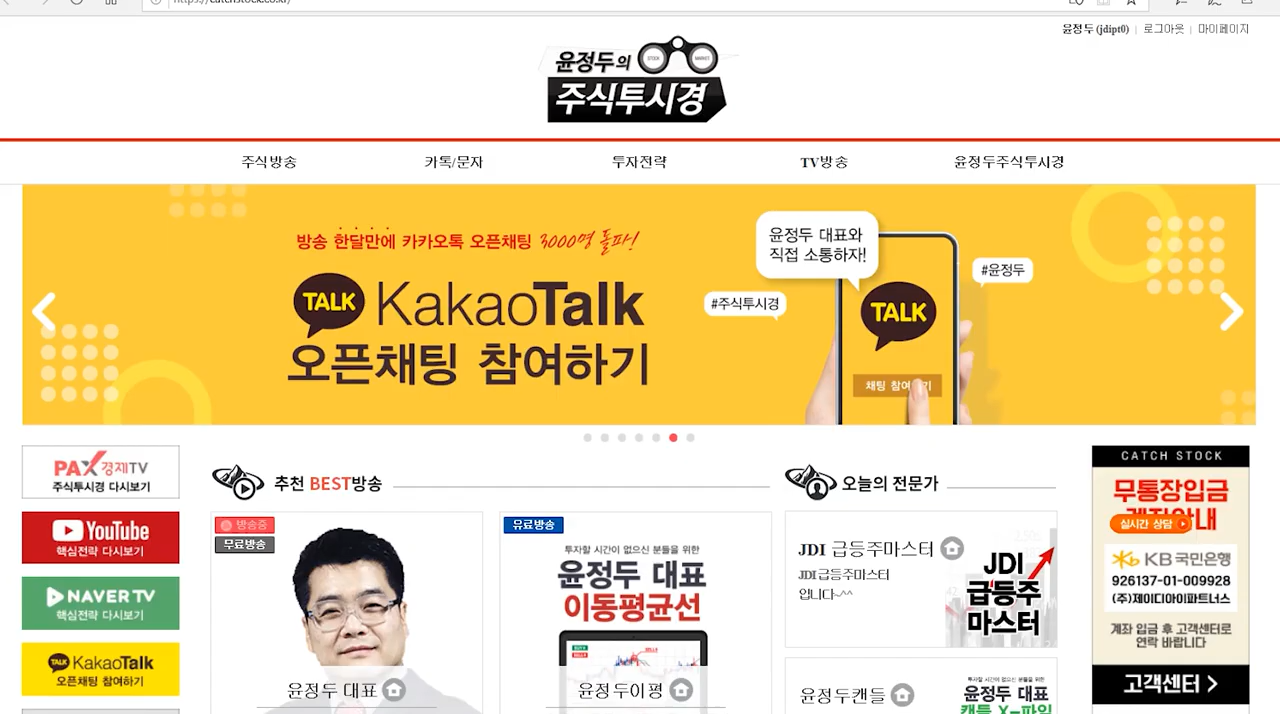 https://catchstock.co.kr/
윤정두 (jdipt0) | 로그아웃 | 마이페이지
윤정두의
STOCK MARKET
주식투시경
주식방송 카톡/문자 투자전략 TV방송 윤정두주식투시경
방송 한달만에 카카오톡 오픈채팅 3000명 돌파!
TALK KakaoTalk
오픈채팅 참여하기
윤정두 대표와
직접 소통하자!
#윤정두
#주식투시경
TALK
채팅 참여하기
PAX경제TV
주식투시경 다시보기
YouTube
핵심전략 다시보기
NAVER TV
핵심전략 다시보기
TALK KakaoTalk
오픈채팅 참여하기
추천 BEST방송
방송중
무료방송
윤정두 대표
유료방송
투자할 시간이 없으신 분들을 위한
윤정두 대표
이동평균선
윤정두이평
오늘의 전문가
JDI 급등주마스터
JDI 급등주마스터
입니다~^^
JDI
급등주
마스터
윤정두캔들
투자할 시간이 없으신 분들을 위한
윤정두 대표
캔들 X-파일
CATCH STOCK
무통장입금
계좌안내
실시간 상담
KB국민은행
926137-01-009928
(주)제이디아이파트너스
계좌 입금 후 고객센터로
연락 바랍니다
고객센터